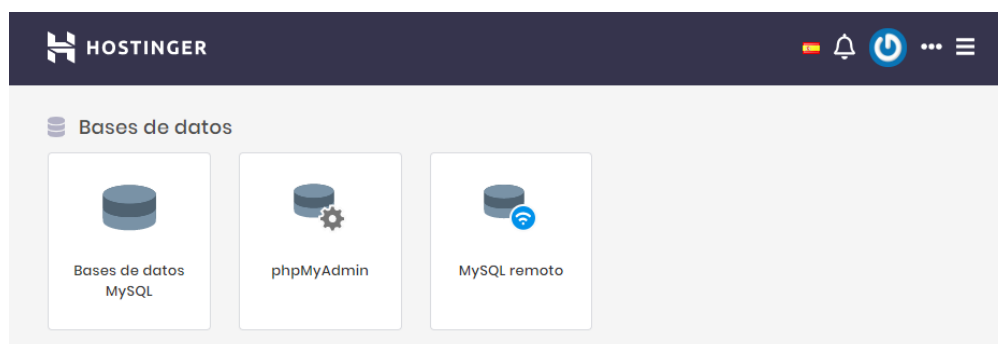 HOSTINGER
Bases de datos
Bases de datos
MySQL
phpMyAdmin
MySQL remoto